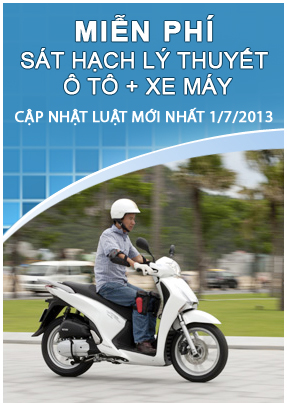 MIỄN PHÍ
SÁT HẠCH LÝ THUYẾT
Ô TÔ + XE MÁY
CẬP NHẬT LUẬT MỚI NHẤT 1/7/2013